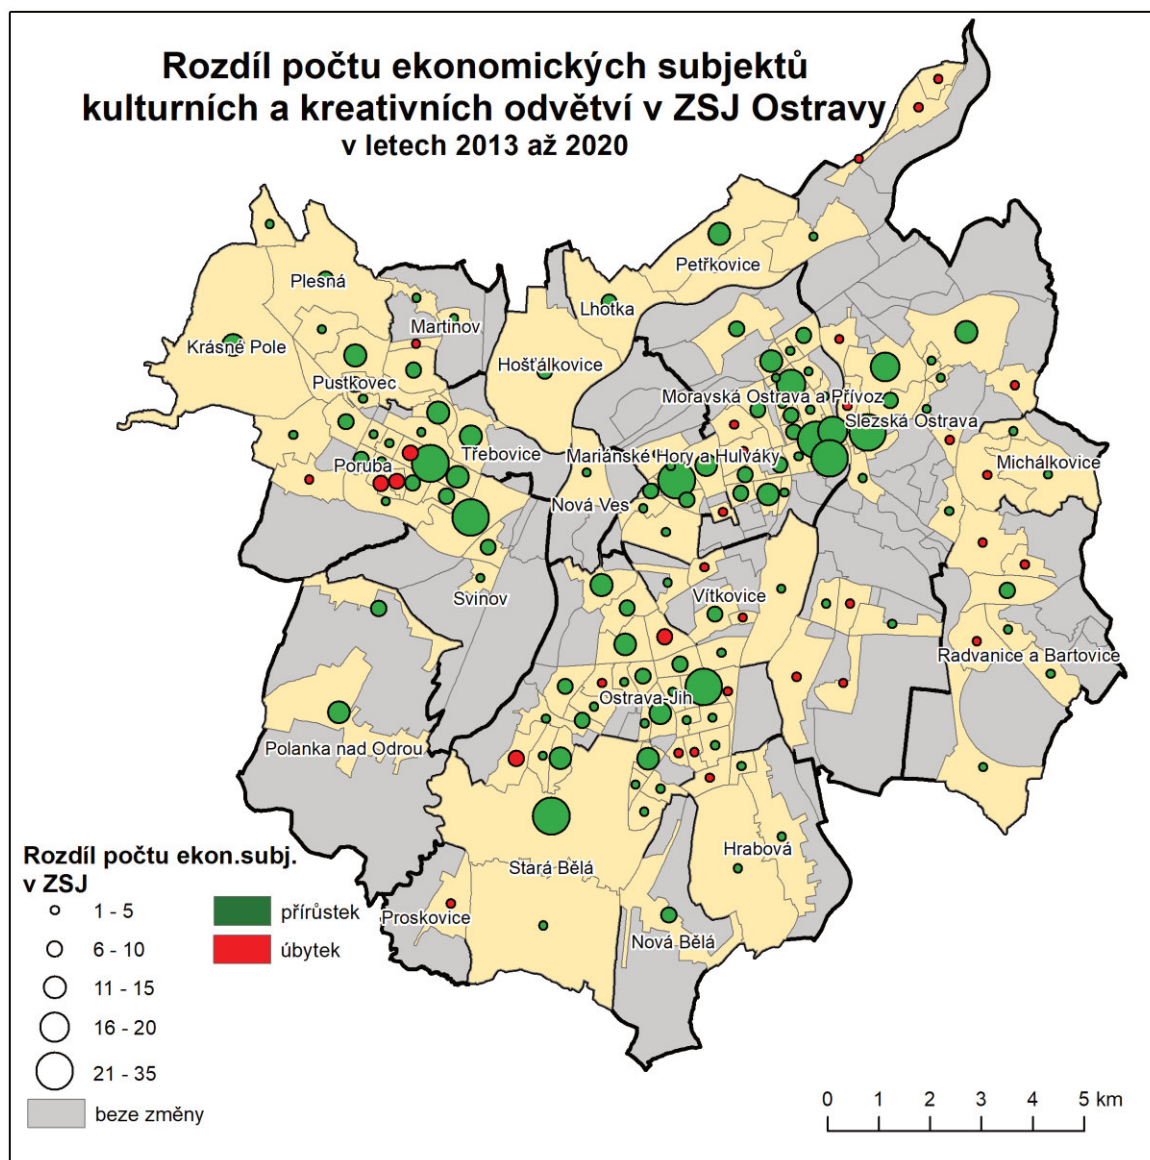 Rozdíl počtu ekonomických subjektů
kulturních a kreativních odvětví v ZSJ Ostravy
v letech 2013 až 2020
Petřkovice
Plesná
Lhotka
Martinov
Krásné Pole
Hošťálkovice
Pustkovec
Moravská Ostrava a Přívoz
Slezská Ostrava
Třebovice
Mariánské Hory a Hulváky
Poruba
Michálkovice
Nová Ves
Svinov
Vítkovice
Radvanice a Bartovice
Ostrava-Jih
Polanka nad Odrou
Hrabová
Stará Bělá
Proskovice
Nová Bělá
Rozdíl počtu ekon.subj.
v ZSJ
1 - 5
6 - 10
11 - 15
16 - 20
21 - 35
beze změny
přírůstek
úbytek
0 1 2 3 4 5 km